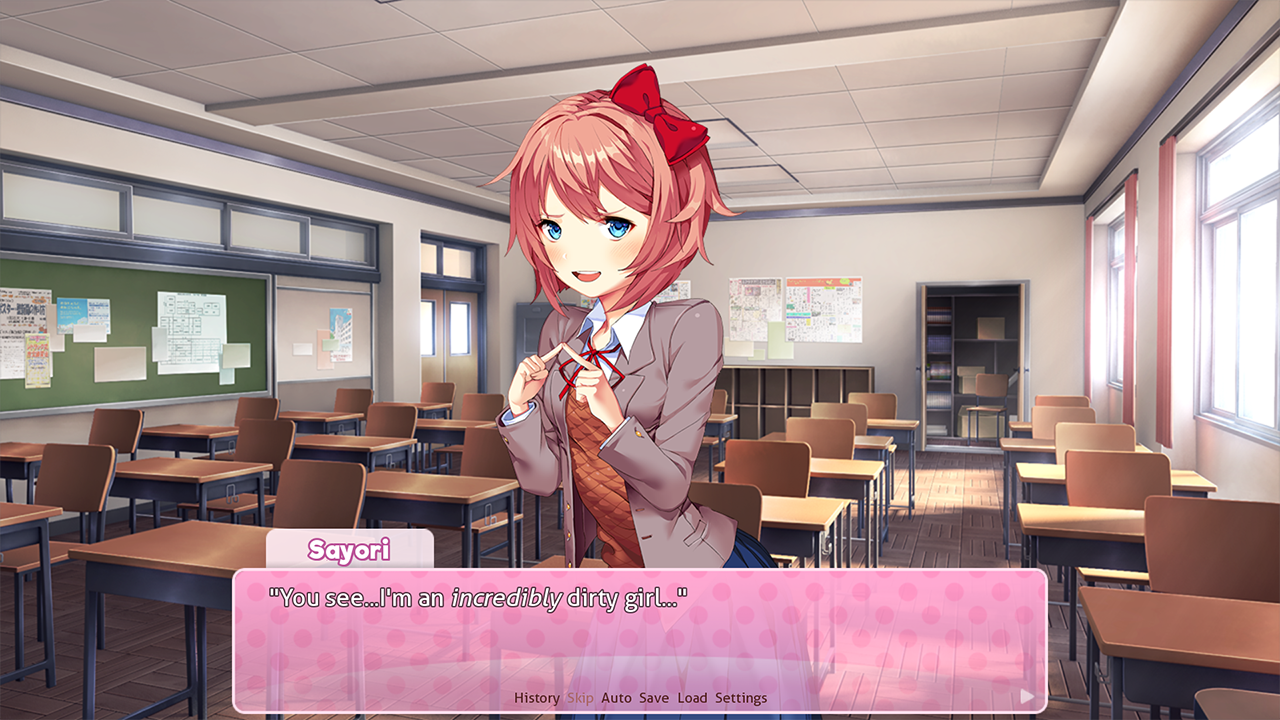 Sayori
"You see...I'm an incredibly dirty girl..."
History Skip Auto Save Load Settings